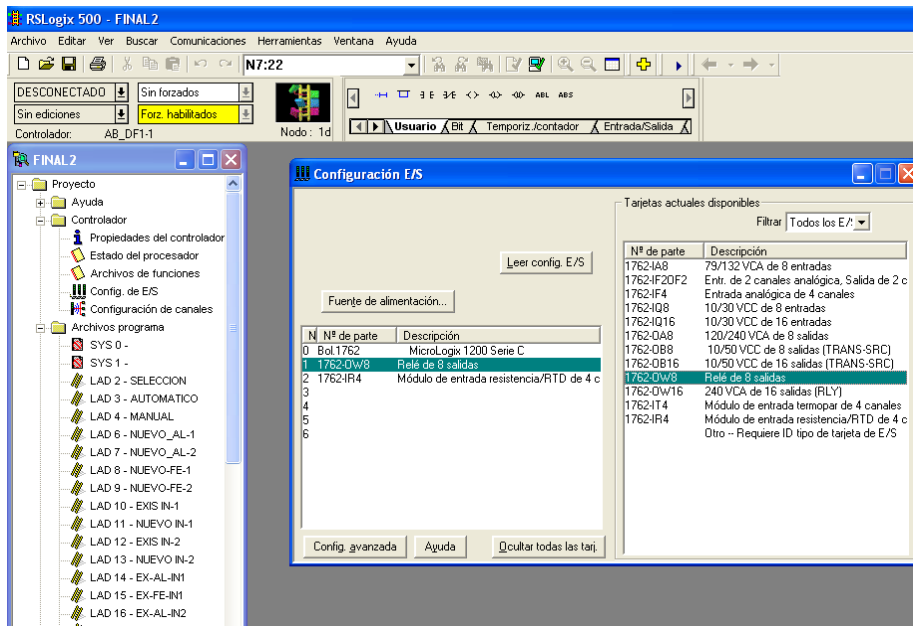 RSLogix 500 - FINAL2
Archivo Editar Ver Buscar Comunicaciones Herramientas Ventana Ayuda
N7:22
DESCONECTADO Sin forzados
Sin ediciones Forz. habilitados
Controlador: AB_DF1-1 Nodo: 1d
ABL ABS
Usuario Bit Temporiz./contador Entrada/Salida
FINAL2
Proyecto
Ayuda
Controlador
Propiedades del controlador
Estado del procesador
Archivos de funciones
Config. de E/S
Configuración de canales
Archivos programa
SYS 0 -
SYS 1 -
LAD 2 - SELECCION
LAD 3 - AUTOMATICO
LAD 4 - MANUAL
LAD 6 - NUEVO_AL-1
LAD 7 - NUEVO_AL-2
LAD 8 - NUEVO-FE-1
LAD 9 - NUEVO-FE-2
LAD 10 - EXIS IN-1
LAD 11 - NUEVO IN-1
LAD 12 - EXIS IN-2
LAD 13 - NUEVO IN-2
LAD 14 - EX-AL-IN1
LAD 15 - EX-FE-IN1
LAD 16 - EX-AL-IN2
Configuración E/S
Leer config. E/S
Fuente de alimentación...
N Nº de parte Descripción
0 Bol.1762 MicroLogix 1200 Serie C
1 1762-OW8 Relé de 8 salidas
2 1762-IR4 Módulo de entrada resistencia/RTD de 4 c
3
4
5
6
Config. avanzada Ayuda Ocultar todas las tarj.
Tarjetas actuales disponibles
Filtrar Todos los E/
Nº de parte Descripción
1762-IA8 79/132 VCA de 8 entradas
1762-IF2OF2 Entr. de 2 canales analógica, Salida de 2 c
1762-IF4 Entrada analógica de 4 canales
1762-IQ8 10/30 VCC de 8 entradas
1762-IQ16 10/30 VCC de 16 entradas
1762-OA8 120/240 VCA de 8 salidas
1762-OB8 10/50 VCC de 8 salidas (TRANS-SRC)
1762-OB16 10/50 VCC de 16 salidas (TRANS-SRC)
1762-OW8 Relé de 8 salidas
1762-OW16 240 VCA de 16 salidas (RLY)
1762-IT4 Módulo de entrada termopar de 4 canales
1762-IR4 Módulo de entrada resistencia/RTD de 4 c
Otro -- Requiere ID tipo de tarjeta de E/S